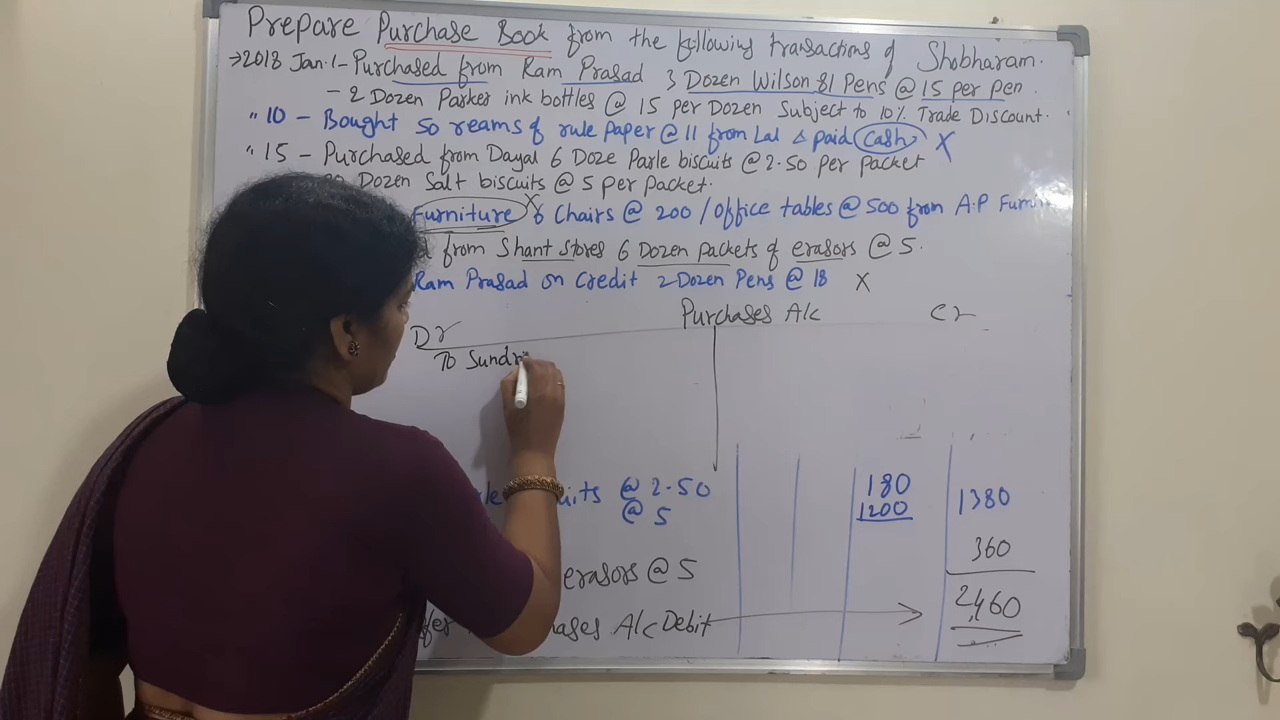 Prepare Purchase Book from the following transactions of Shobharam.
→2018 Jan.1- Purchased from Ram Prasad 3 Dozen Wilson 81 Pens @ 15 per pen.
- 2 Dozen Parker ink bottles @ 15 per Dozen Subject to 10% Trade Discount.
" 10 - Bought 50 reams of rule paper @ 11 from Lal & paid Cash X
" 15 - Purchased from Dayal 6 Doze Parle biscuits @ 2.50 per packet
Dozen Salt biscuits @ 5 per packet.
Furniture X 6 Chairs @ 200 / Office tables @ 500 from A.P
from Shant Stores 6 Dozen packets of erasors @ 5.
Ram Prasad on Credit 2 Dozen Pens @ 18 X
Purchases A/c
Dr Cr
To Sundr
@ 2.50 180 1380
@ 5 1200
360
erasors @ 5
A/c Debit 2,460